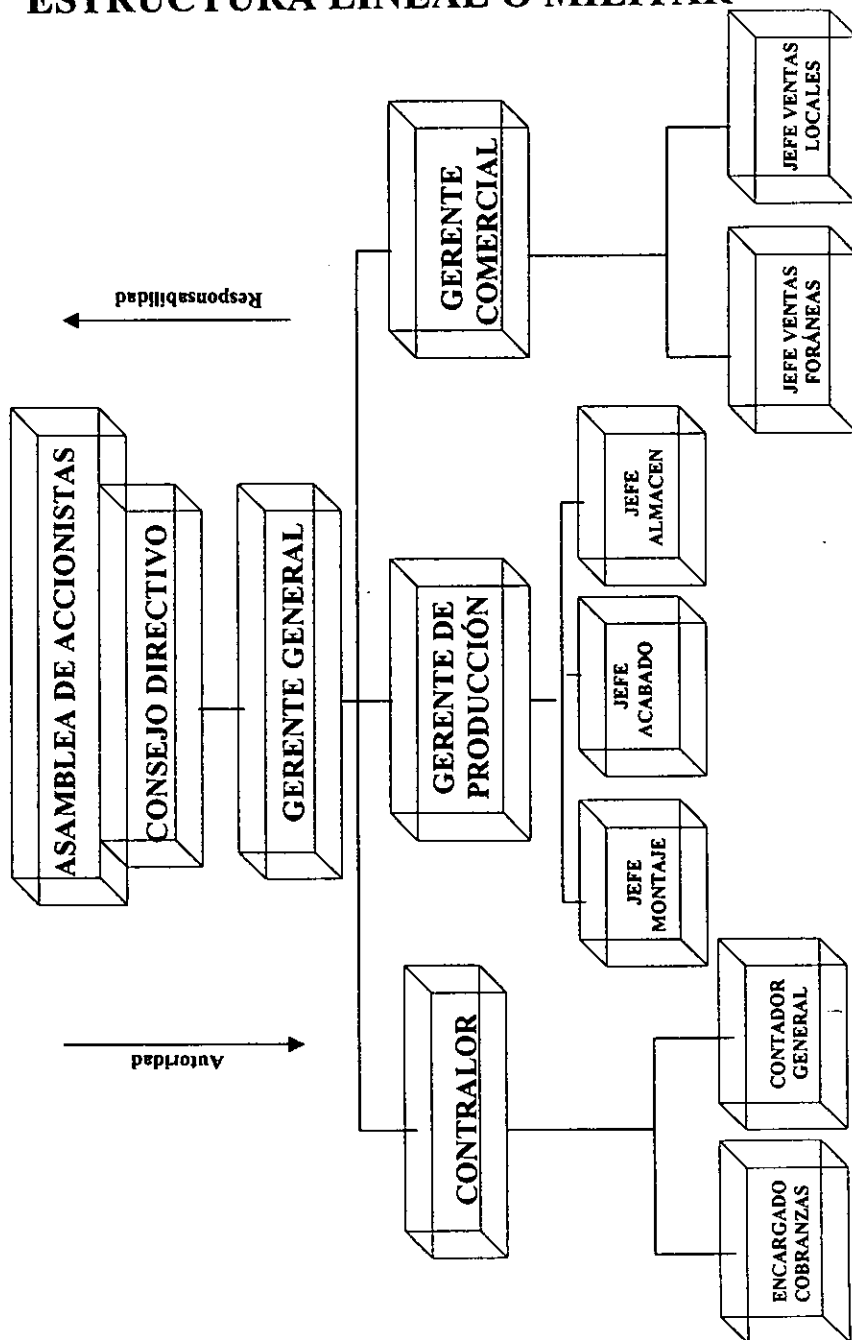 ESTRUCTURA LINEAL O MILITAR
ASAMBLEA DE ACCIONISTAS
CONSEJO DIRECTIVO
Autoridad
Responsabilidad
GERENTE GENERAL
CONTRALOR
GERENTE DE
PRODUCCIÓN
GERENTE
COMERCIAL
ENCARGADO
COBRANZAS
CONTADOR
GENERAL
JEFE
MONTAJE
JEFE
ACABADO
JEFE
ALMACEN
JEFE VENTAS
FORÁNEAS
JEFE VENTAS
LOCALES